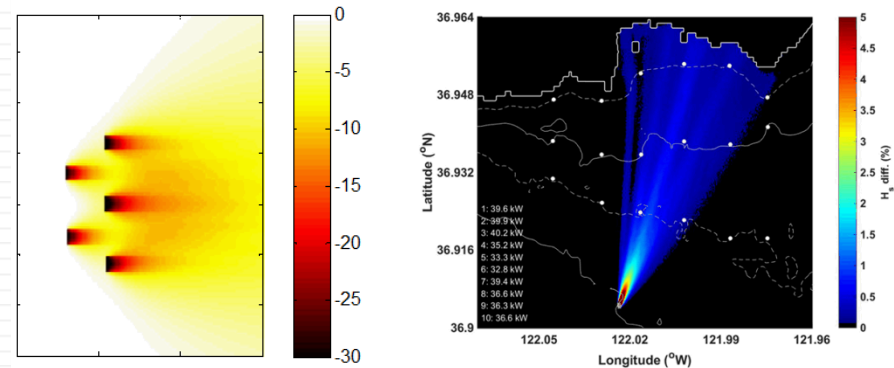 0
-5
-10
-15
-20
-25
-30
36.964
36.948
36.932
36.916
36.9
Latitude (°N)
1: 39.6 kW
2: 39.9 kW
3: 40.2 kW
4: 35.2 kW
5: 33.3 kW
6: 32.8 kW
7: 39.4 kW
8: 36.6 kW
9: 36.3 kW
10: 36.6 kW
122.05 122.02 121.99 121.96
Longitude (°W)
5
4.5
4
3.5
3
2.5
2
1.5
1
0.5
0
Hs diff. (%)